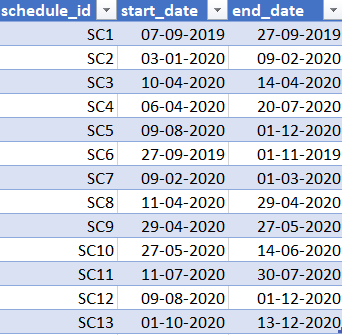 schedule_id start_date end_date
SC1 07-09-2019 27-09-2019
SC2 03-01-2020 09-02-2020
SC3 10-04-2020 14-04-2020
SC4 06-04-2020 20-07-2020
SC5 09-08-2020 01-12-2020
SC6 27-09-2019 01-11-2019
SC7 09-02-2020 01-03-2020
SC8 11-04-2020 29-04-2020
SC9 29-04-2020 27-05-2020
SC10 27-05-2020 14-06-2020
SC11 11-07-2020 30-07-2020
SC12 09-08-2020 01-12-2020
SC13 01-10-2020 13-12-2020